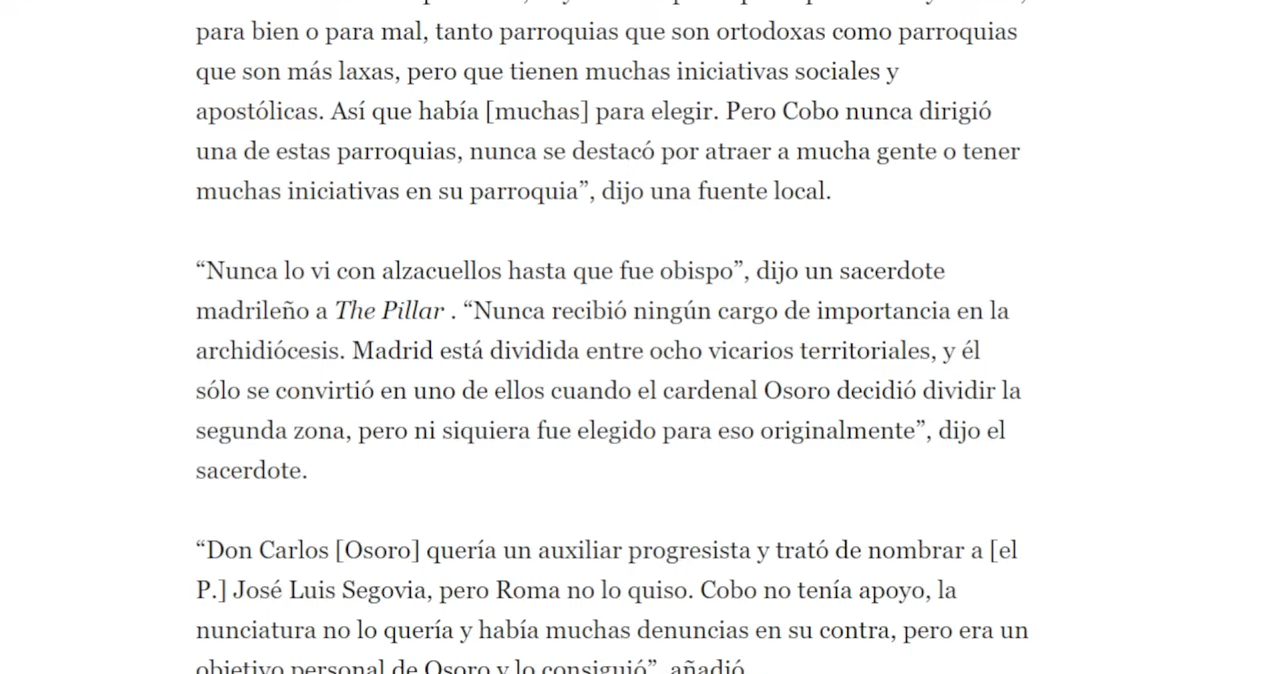 para bien o para mal, tanto parroquias que son ortodoxas como parroquias
que son más laxas, pero que tienen muchas iniciativas sociales y
apostólicas. Así que había [muchas] para elegir. Pero Cobo nunca dirigió
una de estas parroquias, nunca se destacó por atraer a mucha gente o tener
muchas iniciativas en su parroquia”, dijo una fuente local.
“Nunca lo vi con alzacuellos hasta que fue obispo”, dijo un sacerdote
madrileño a The Pillar . “Nunca recibió ningún cargo de importancia en la
archidiócesis. Madrid está dividida entre ocho vicarios territoriales, y él
sólo se convirtió en uno de ellos cuando el cardenal Osoro decidió dividir la
segunda zona, pero ni siquiera fue elegido para eso originalmente”, dijo el
sacerdote.
“Don Carlos [Osoro] quería un auxiliar progresista y trató de nombrar a [el
P.] José Luis Segovia, pero Roma no lo quiso. Cobo no tenía apoyo, la
nunciatura no lo quería y había muchas denuncias en su contra, pero era un
objetivo personal de Osoro y lo consiguió”, añadió